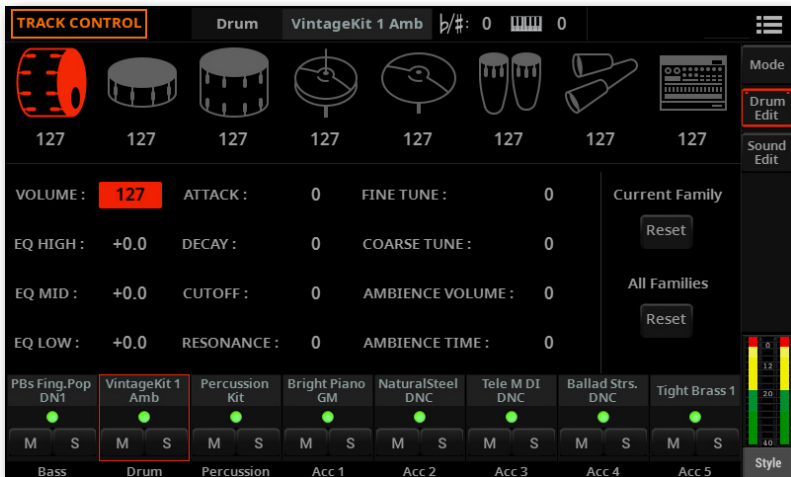 TRACK CONTROL Drum VintageKit 1 Amb ♭/#: 0 0
127 127 127 127 127 127 127 127
Mode
Drum
Edit
Sound
Edit
VOLUME : 127 ATTACK : 0 FINE TUNE : 0 Current Family
EQ HIGH : +0.0 DECAY : 0 COARSE TUNE : 0 Reset
EQ MID : +0.0 CUTOFF : 0 AMBIENCE VOLUME : 0 All Families
EQ LOW : +0.0 RESONANCE : 0 AMBIENCE TIME : 0 Reset
PBs Fing.Pop VintageKit 1 Percussion Bright Piano NaturalSteel Tele M DI Ballad Strs. Tight Brass 1
DN1 Amb Kit GM DNC DNC DNC
M S M S M S M S M S M S M S M S
Bass Drum Percussion Acc 1 Acc 2 Acc 3 Acc 4 Acc 5
0
12
20
40
Style